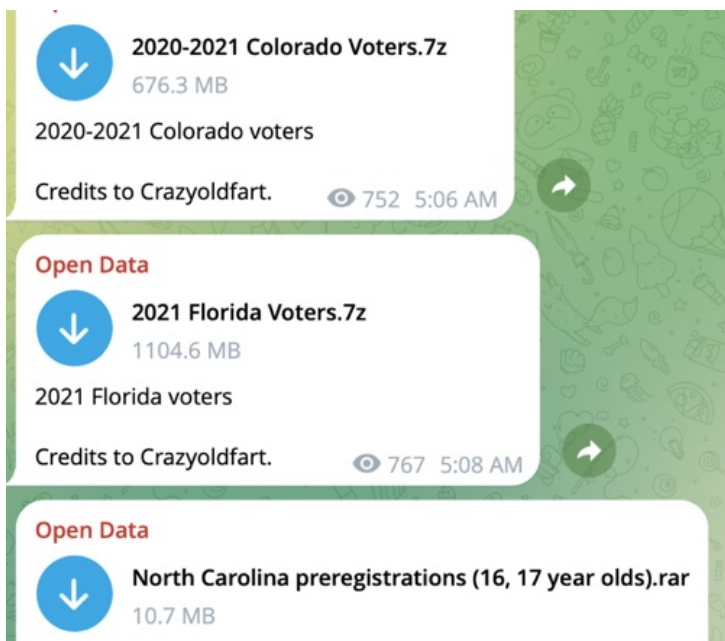 2020-2021 Colorado Voters.7z
676.3 MB
2020-2021 Colorado voters
Credits to Crazyoldfart.
752 5:06 AM
Open Data
2021 Florida Voters.7z
1104.6 MB
2021 Florida voters
Credits to Crazyoldfart.
767 5:08 AM
Open Data
North Carolina preregistrations (16, 17 year olds).rar
10.7 MB